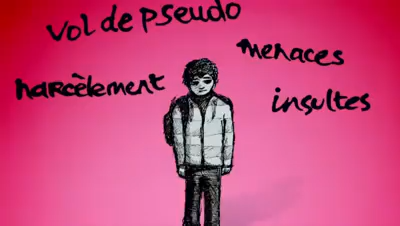 vol de pseudo
menaces
harcèlement
insultes